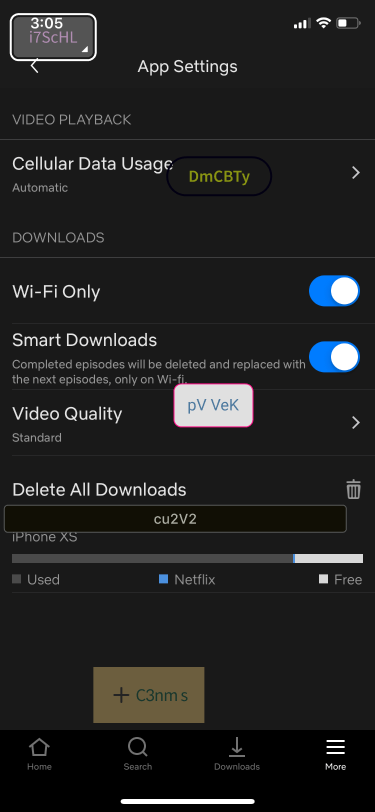 3:05
i7ScHL
App Settings
VIDEO PLAYBACK
Cellular Data Usage
DmCBTy
Automatic
DOWNLOADS
Wi-Fi Only
Smart Downloads
Completed episodes will be deleted and replaced with
the next episodes, only on Wi-fi.
pV VeK
Video Quality
Standard
Delete All Downloads
cu2V2
iPhone XS
Used Netflix Free
C3nm s
Home Search Downloads More